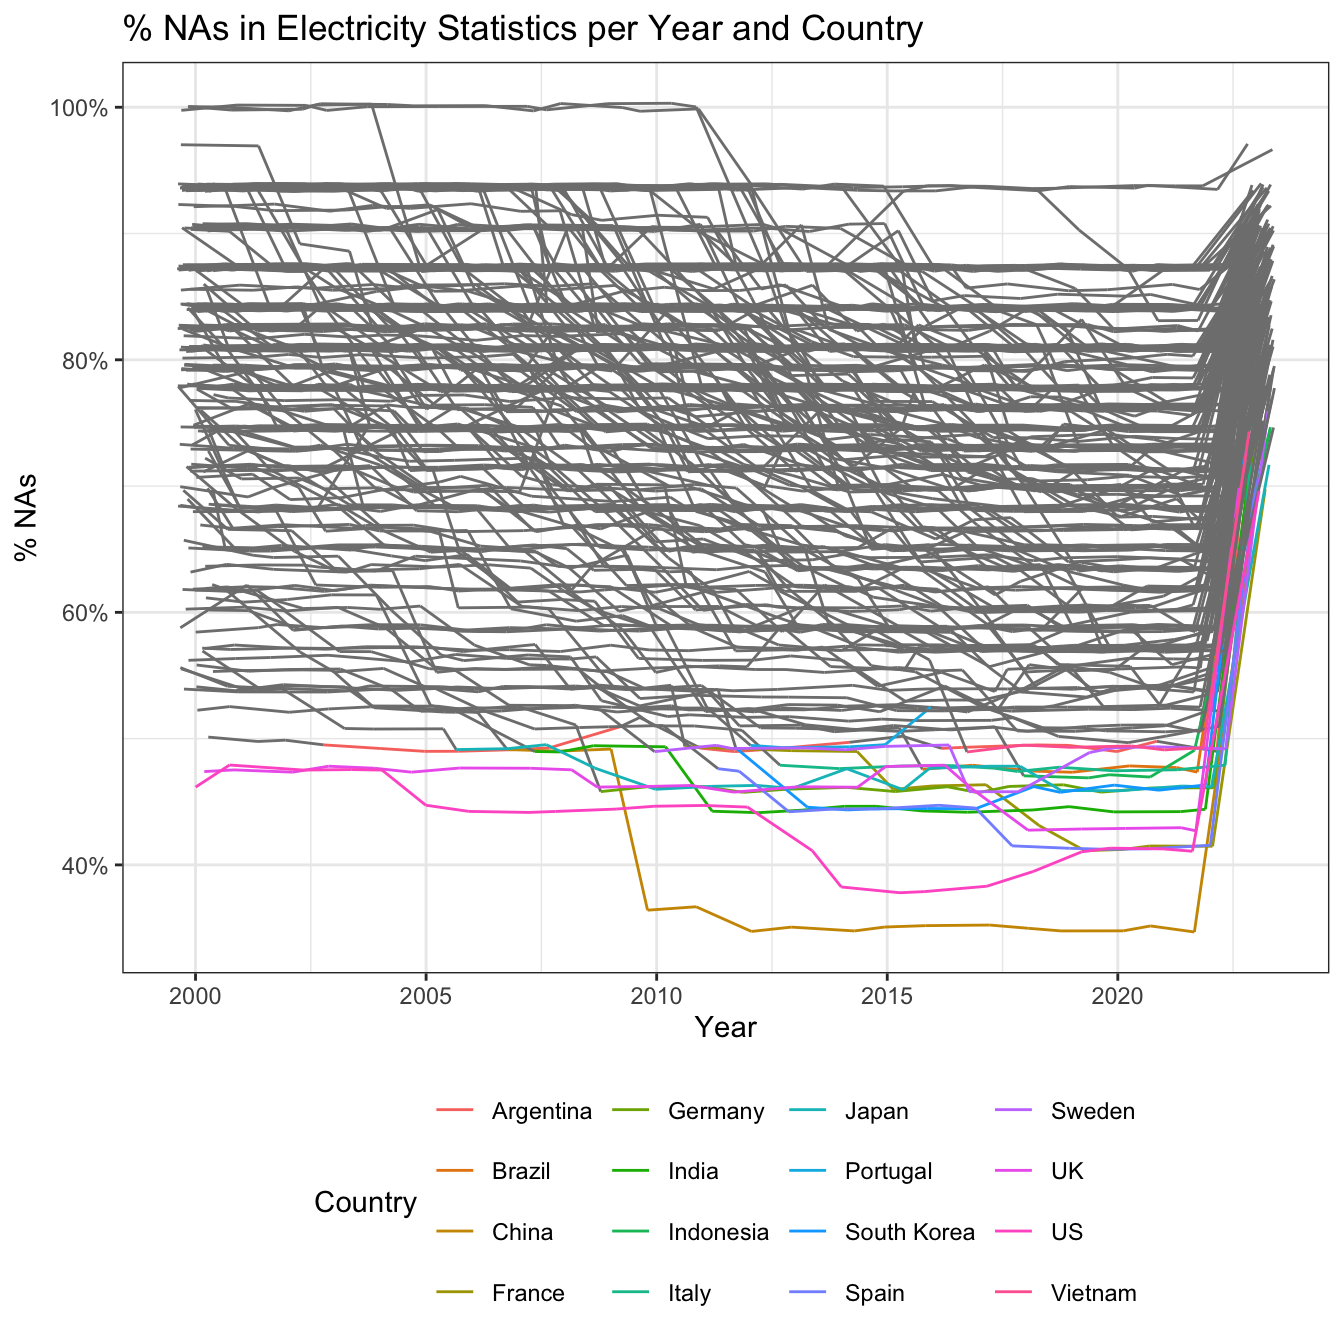 % NAs in Electricity Statistics per Year and Country
100%
80%
60%
40%
% NAs
2000 2005 2010 2015 2020
Year
Country
Argentina Germany Japan Sweden
Brazil India Portugal UK
China Indonesia South Korea US
France Italy Spain Vietnam